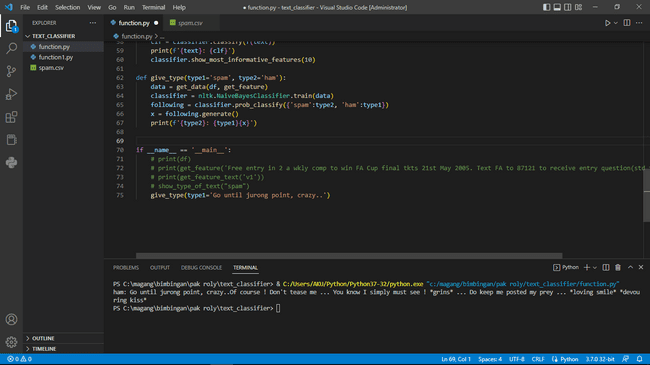 File Edit Selection View Go Run Terminal Help
● function.py - text_classifier - Visual Studio Code [Administrator]
EXPLORER
TEXT_CLASSIFIER
function.py
function1.py
spam.csv
OUTLINE
TIMELINE
function.py ●
spam.csv
function.py > ...
58 clf = classifier.classify(f{text})
59 print(f'{text}: {clf}')
60 classifier.show_most_informative_features(10)
61
62 def give_type(type1='spam', type2='ham'):
63 data = get_data(df, get_feature)
64 classifier = nltk.NaiveBayesClassifier.train(data)
65 following = classifier.prob_classify(['spam':type2, 'ham':type1])
66 x = following.generate()
67 print(f'{type2}: {type1}{x}')
68
69
70 if __name__ == '__main__':
71 # print(df)
72 # print(get_feature('Free entry in 2 a wkly comp to win FA Cup final tkts 21st May 2005. Text FA to 87121 to receive entry question(std
73 # print(get_feature_text('v1'))
74 # show_type_of_text("spam")
75 give_type(type1='Go until jurong point, crazy..')
PROBLEMS OUTPUT DEBUG CONSOLE TERMINAL
Python
PS C:\magang\bimbingan\pak roly\text_classifier> & C:/Users/AKU/Python/Python37-32/python.exe "c:/magang/bimbingan/pak roly/text_classifier/function.py"
ham: Go until jurong point, crazy..Of course ! Don't tease me ... You know I simply must see ! *grins* ... Do keep me posted my prey ... *loving smile* *devou
ring kiss*
PS C:\magang\bimbingan\pak roly\text_classifier>
0 0 Ln 69, Col 1 Spaces: 4 UTF-8 CRLF Python 3.7.0 32-bit